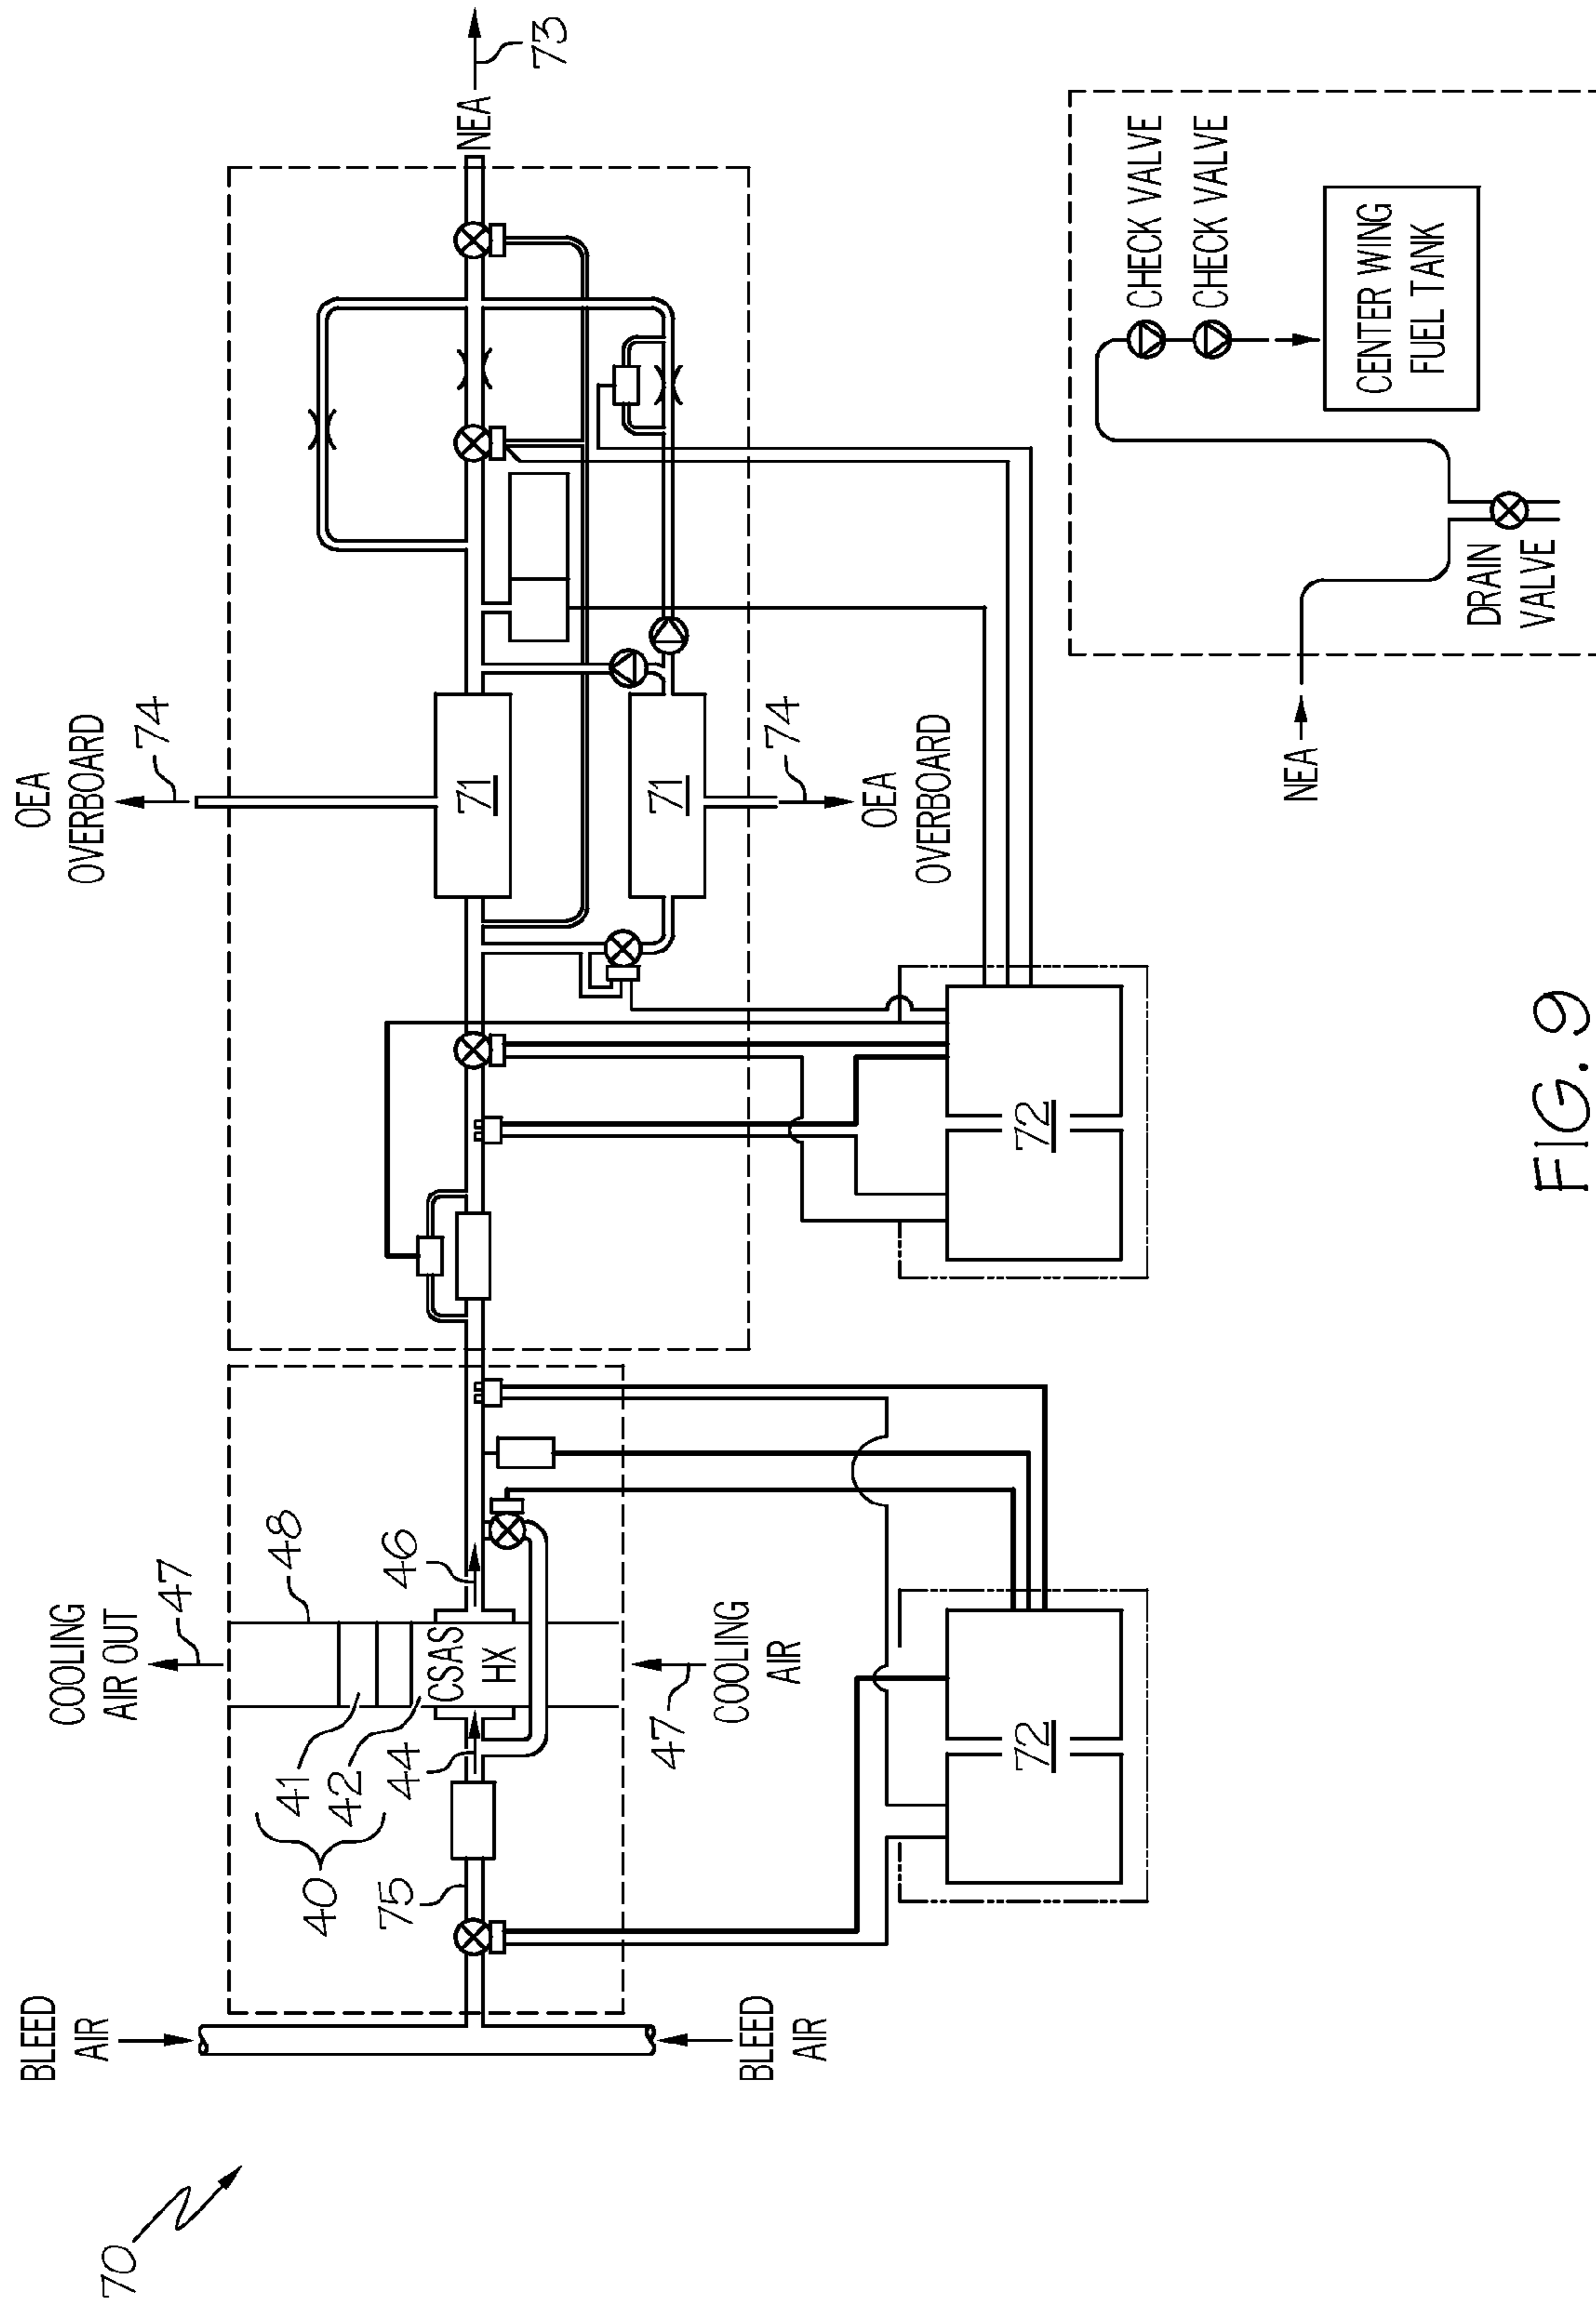 70
BLEED
AIR
BLEED
AIR
COOLING
AIR OUT
47
48
41
42
40
75
44
46
CSAS
HX
47
COOLING
AIR
72
72
OEA
OVERBOARD
74
71
71
74
OEA
OVERBOARD
NEA
73
NEA
DRAIN
VALVE
CHECK VALVE
CHECK VALVE
CENTER WING
FUEL TANK
FIG. 9